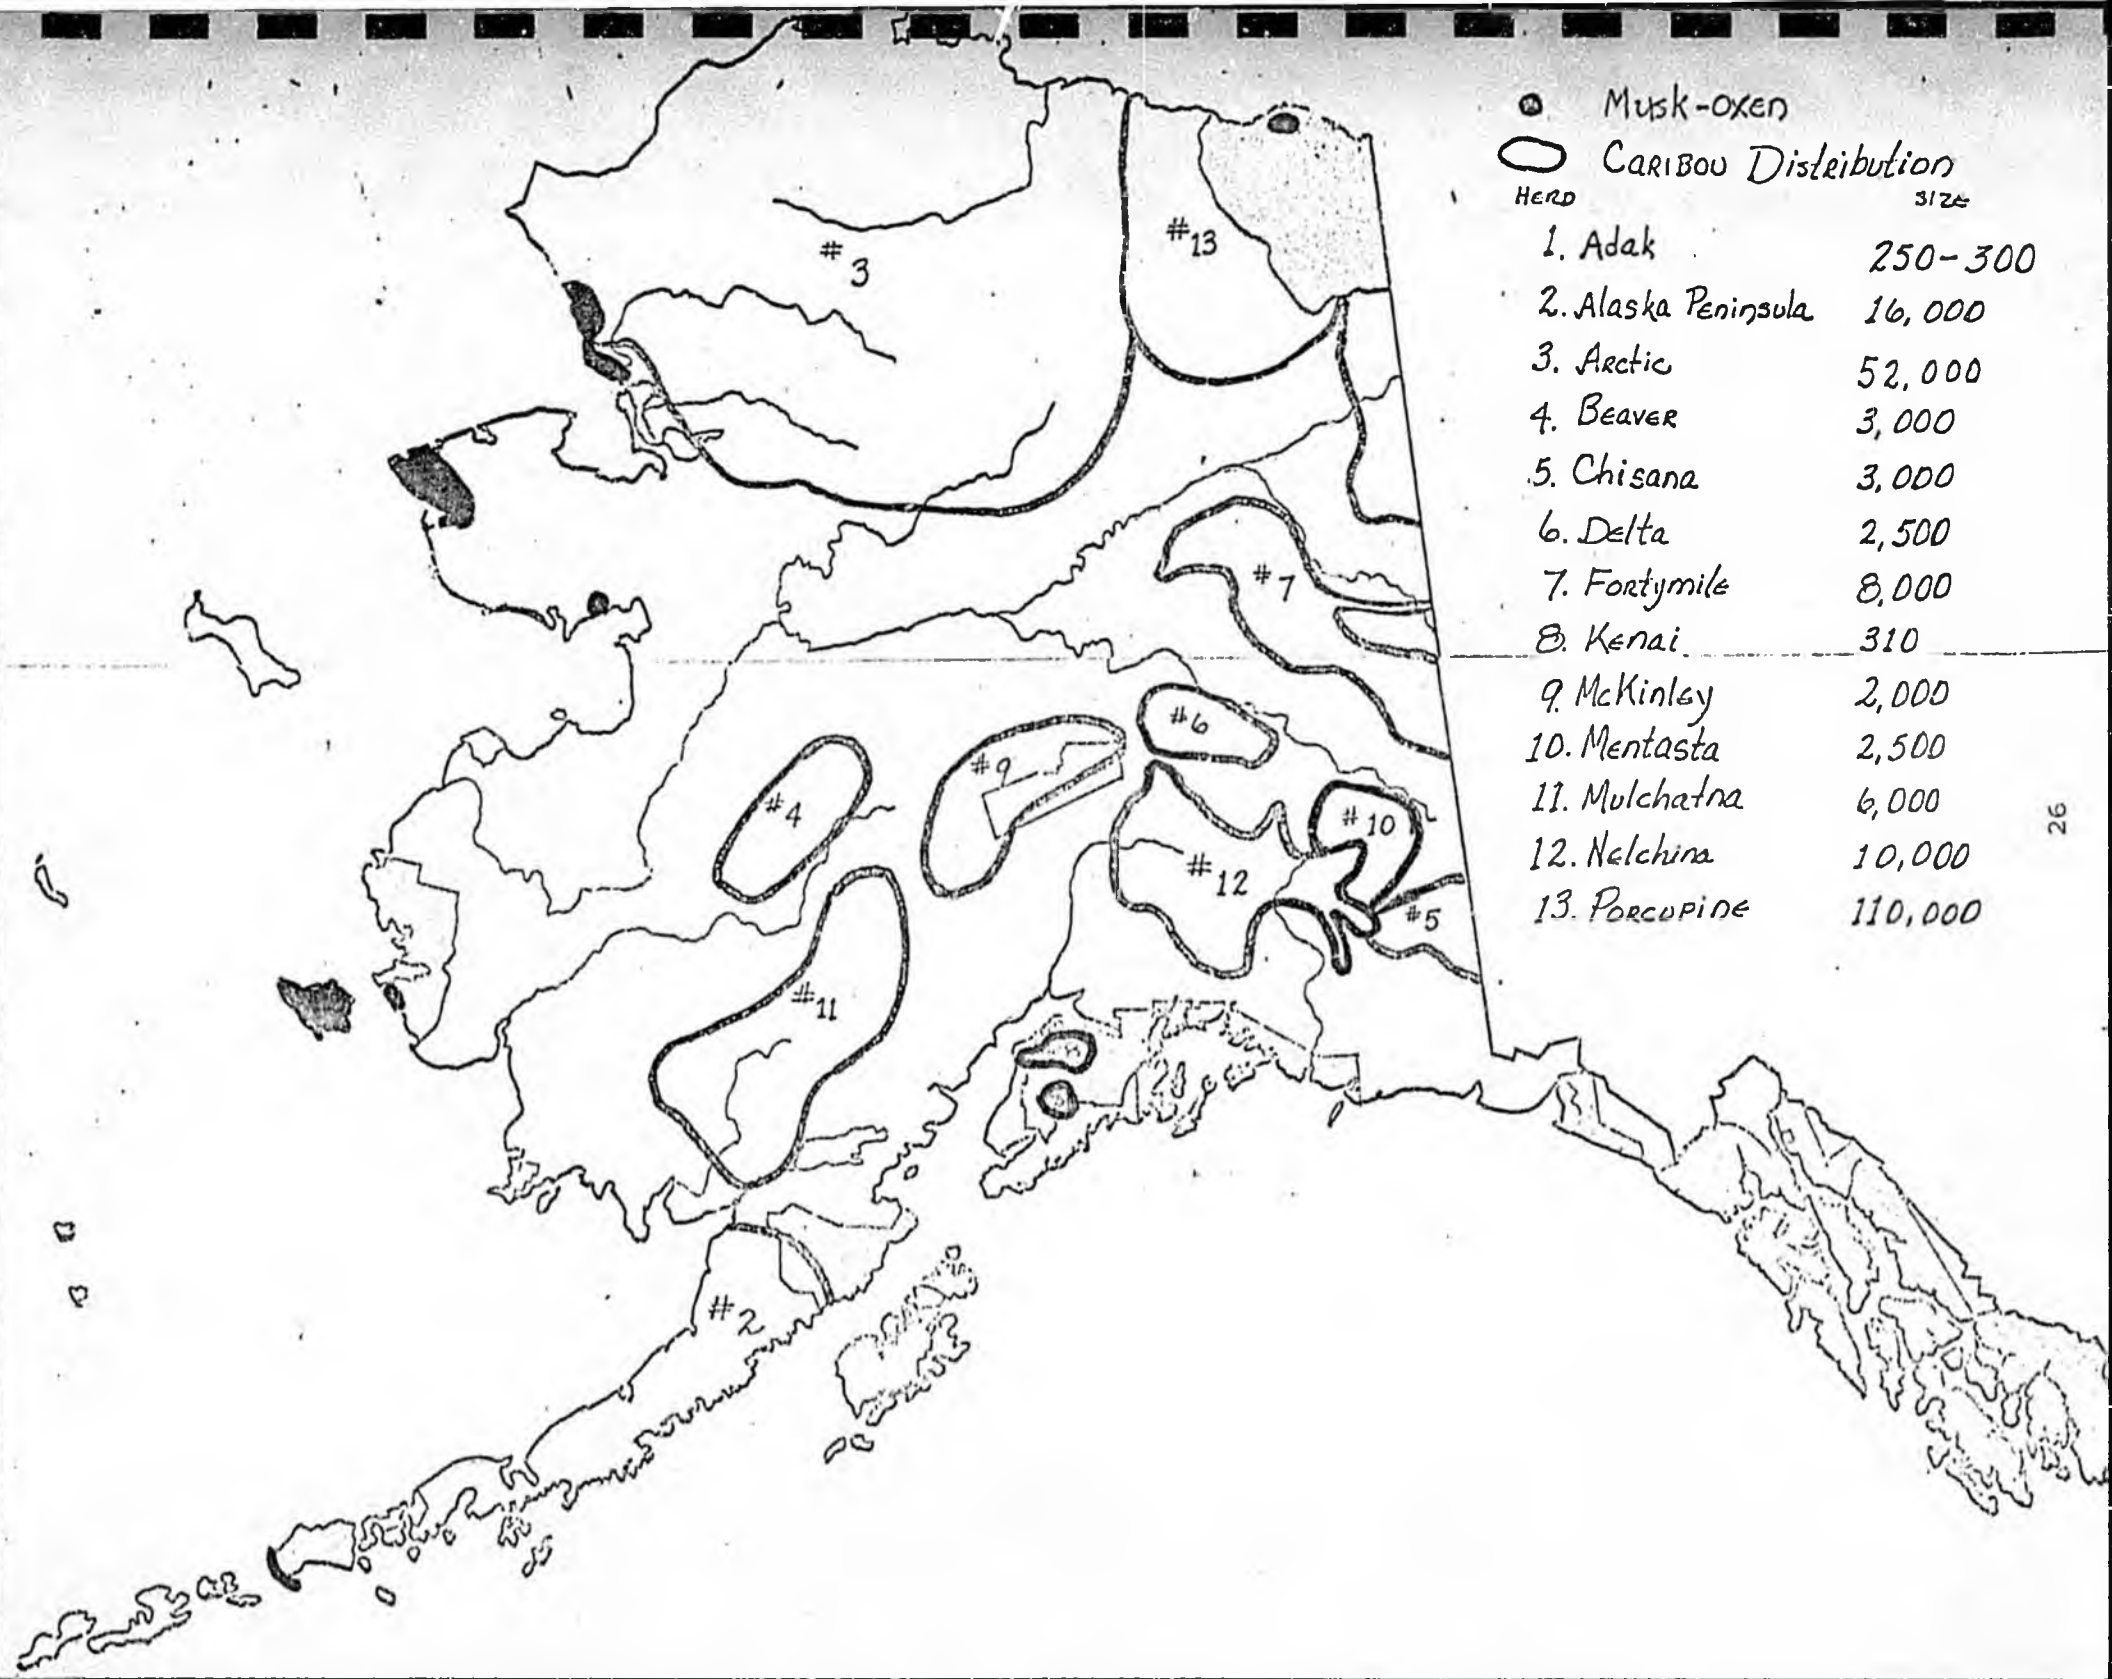 Musk-oxen
Caribou Distribution
HERD SIZE
1. Adak 250-300
2. Alaska Peninsula 16,000
3. Arctic 52,000
4. Beaver 3,000
5. Chisana 3,000
6. Delta 2,500
7. Fortymile 8,000
8. Kenai 310
9. McKinley 2,000
10. Mentasta 2,500
11. Mulchatna 6,000
12. Nelchina 10,000
13. Porcupine 110,000
26
#3
#13
#7
#6
#9
#4
#10
#12
#5
#11
8
#2